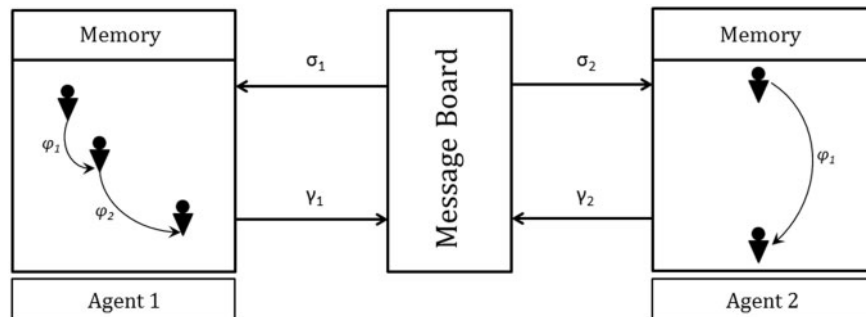 Memory
σ1
φ1
φ2
γ1
Agent 1
Message Board
Memory
σ2
φ1
γ2
Agent 2